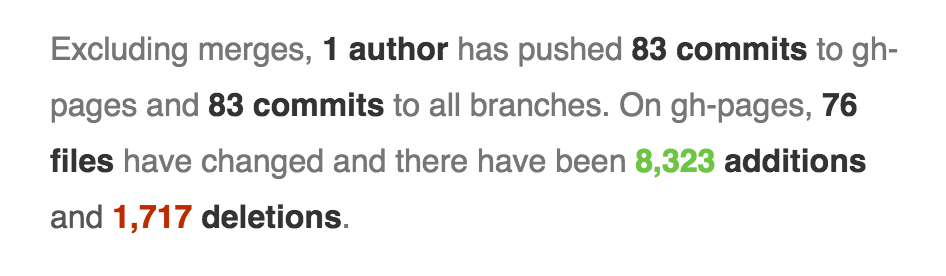 Excluding merges, 1 author has pushed 83 commits to gh-
pages and 83 commits to all branches. On gh-pages, 76
files have changed and there have been 8,323 additions
and 1,717 deletions.